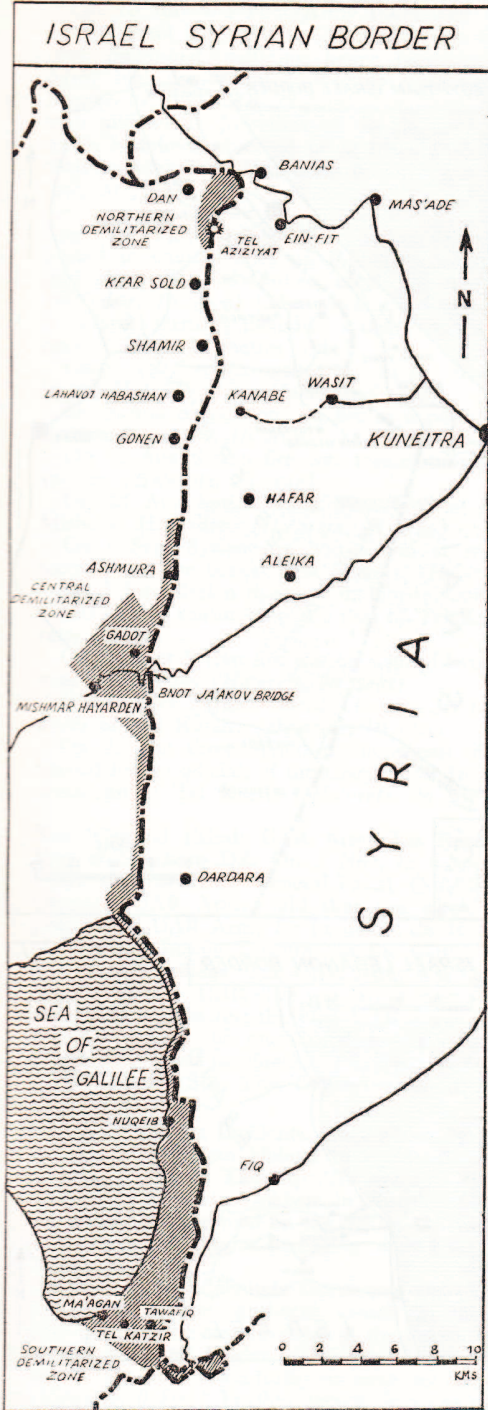 ISRAEL SYRIAN BORDER
BANIAS
DAN
MAS'ADE
NORTHERN
DEMILITARIZED
ZONE
TEL
AZIZIYAT
EIN-FIT
N
KFAR SOLD
SHAMIR
LAHAVOT HABASHAN
KANABE
WASIT
GONEN
KUNEITRA
HAFAR
ASHMURA
ALEIKA
CENTRAL
DEMILITARIZED
ZONE
GADOT
BNOT JA'AKOV BRIDGE
MISHMAR HAYARDEN
SYRIA
DARDARA
SEA
OF
GALILEE
NUQEIB
FIQ
MA'AGAN
TAWAFIQ
TEL KATZIR
SOUTHERN
DEMILITARIZED
ZONE
0 2 4 6 8 10
KMS